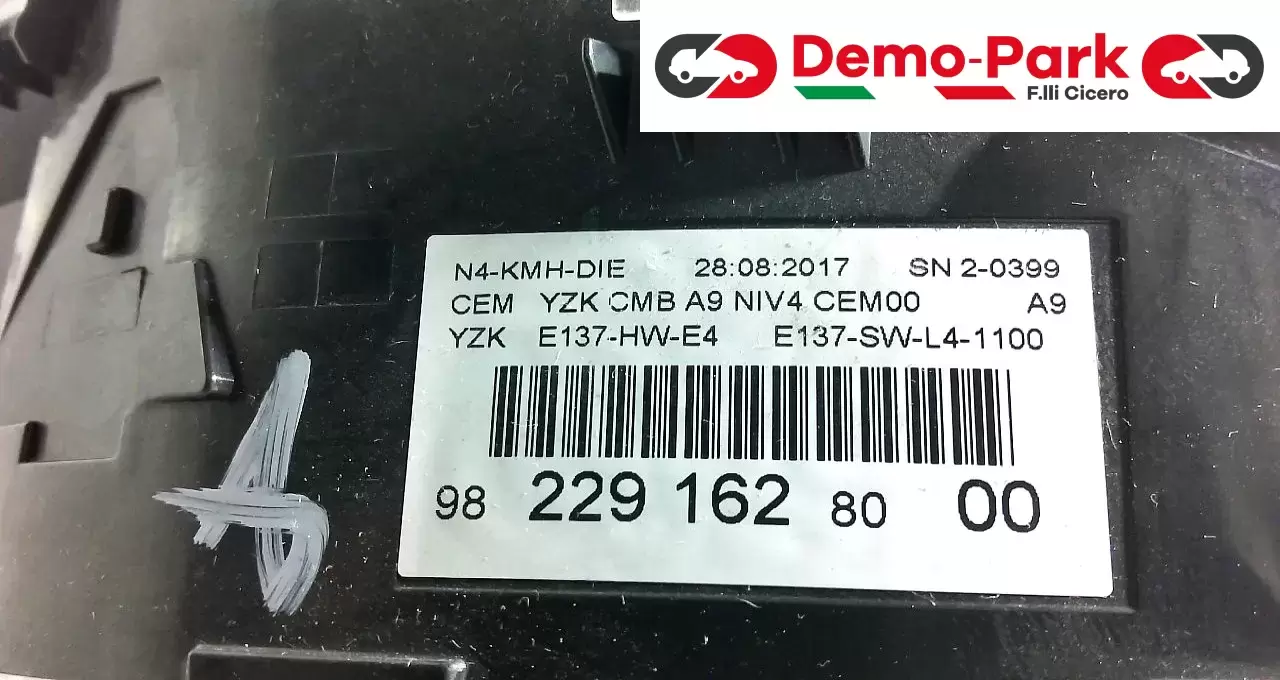 Demo-Park
F.lli Cicero
N4-KMH-DIE 28:08:2017 SN 2-0399
CEM YZK CMB A9 NIV4 CEM00 A9
YZK E137-HW-E4 E137-SW-L4-1100
98 229 162 80 00
A